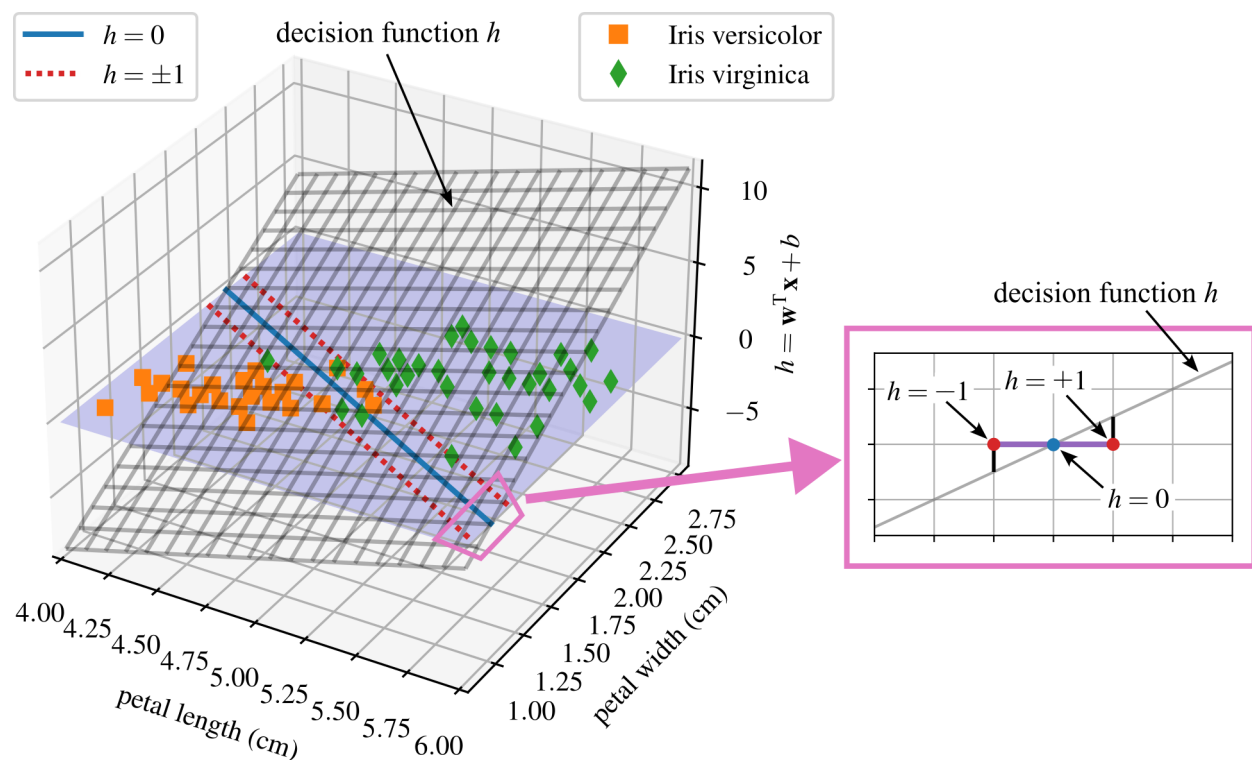 h = 0
h = ±1
decision function h
Iris versicolor
Iris virginica
10
5
0
−5
h = wᵀx + b
4.00
4.25
4.50
4.75
5.00
5.25
5.50
5.75
6.00
petal length (cm)
1.00
1.25
1.50
1.75
2.00
2.25
2.50
2.75
petal width (cm)
decision function h
h = −1
h = +1
h = 0